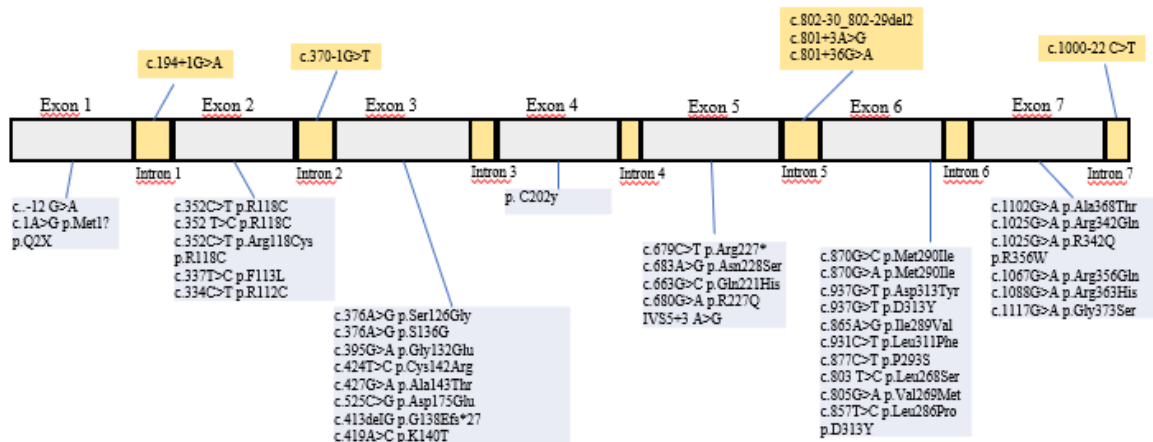 c.802-30_802-29del2
c.801+3A>G
c.801+36G>A
c.194+1G>A
c.370-1G>T
c.1000-22 C>T
Exon 1
Exon 2
Exon 3
Exon 4
Exon 5
Exon 6
Exon 7
Intron 1
Intron 2
Intron 3
Intron 4
Intron 5
Intron 6
Intron 7
c..-12 G>A
c.1A>G p.Met1?
p.Q2X
c.352C>T p.R118C
c.352 T>C p.R118C
c.352C>T p.Arg118Cys
p.R118C
c.337T>C p.F113L
c.334C>T p.R112C
c.376A>G p.Ser126Gly
c.376A>G p.S136G
c.395G>A p.Gly132Glu
c.424T>C p.Cys142Arg
c.427G>A p.Ala143Thr
c.525C>G p.Asp175Glu
c.413delG p.G138Efs*27
c.419A>C p.K140T
p. C202y
c.679C>T p.Arg227*
c.683A>G p.Asn228Ser
c.663G>C p.Gln221His
c.680G>A p.R227Q
IVS5+3 A>G
c.870G>C p.Met290Ile
c.870G>A p.Met290Ile
c.937G>T p.Asp313Tyr
c.937G>T p.D313Y
c.865A>G p.Ile289Val
c.931C>T p.Leu311Phe
c.877C>T p.P293S
c.803 T>C p.Leu268Ser
c.805G>A p.Val269Met
c.857T>C p.Leu286Pro
p.D313Y
c.1102G>A p.Ala368Thr
c.1025G>A p.Arg342Gln
c.1025G>A p.R342Q
p.R356W
c.1067G>A p.Arg356Gln
c.1088G>A p.Arg363His
c.1117G>A p.Gly373Ser